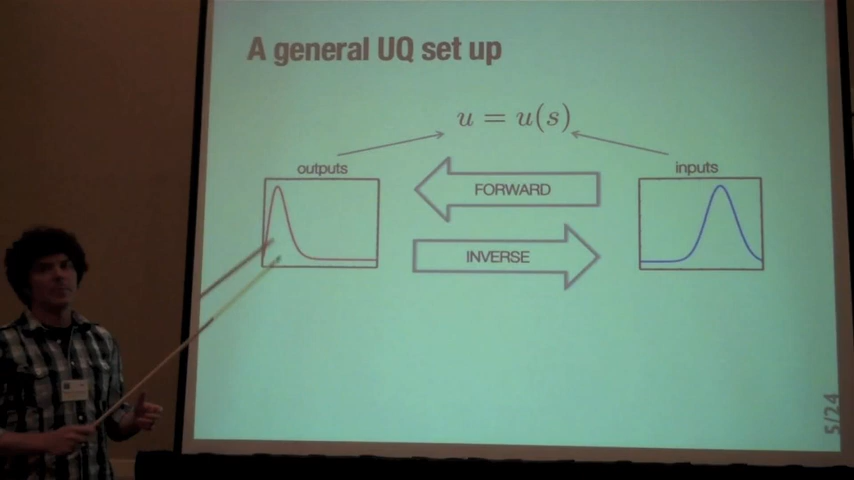 A general UQ set up
u = u(s)
outputs
inputs
FORWARD
INVERSE
5/24